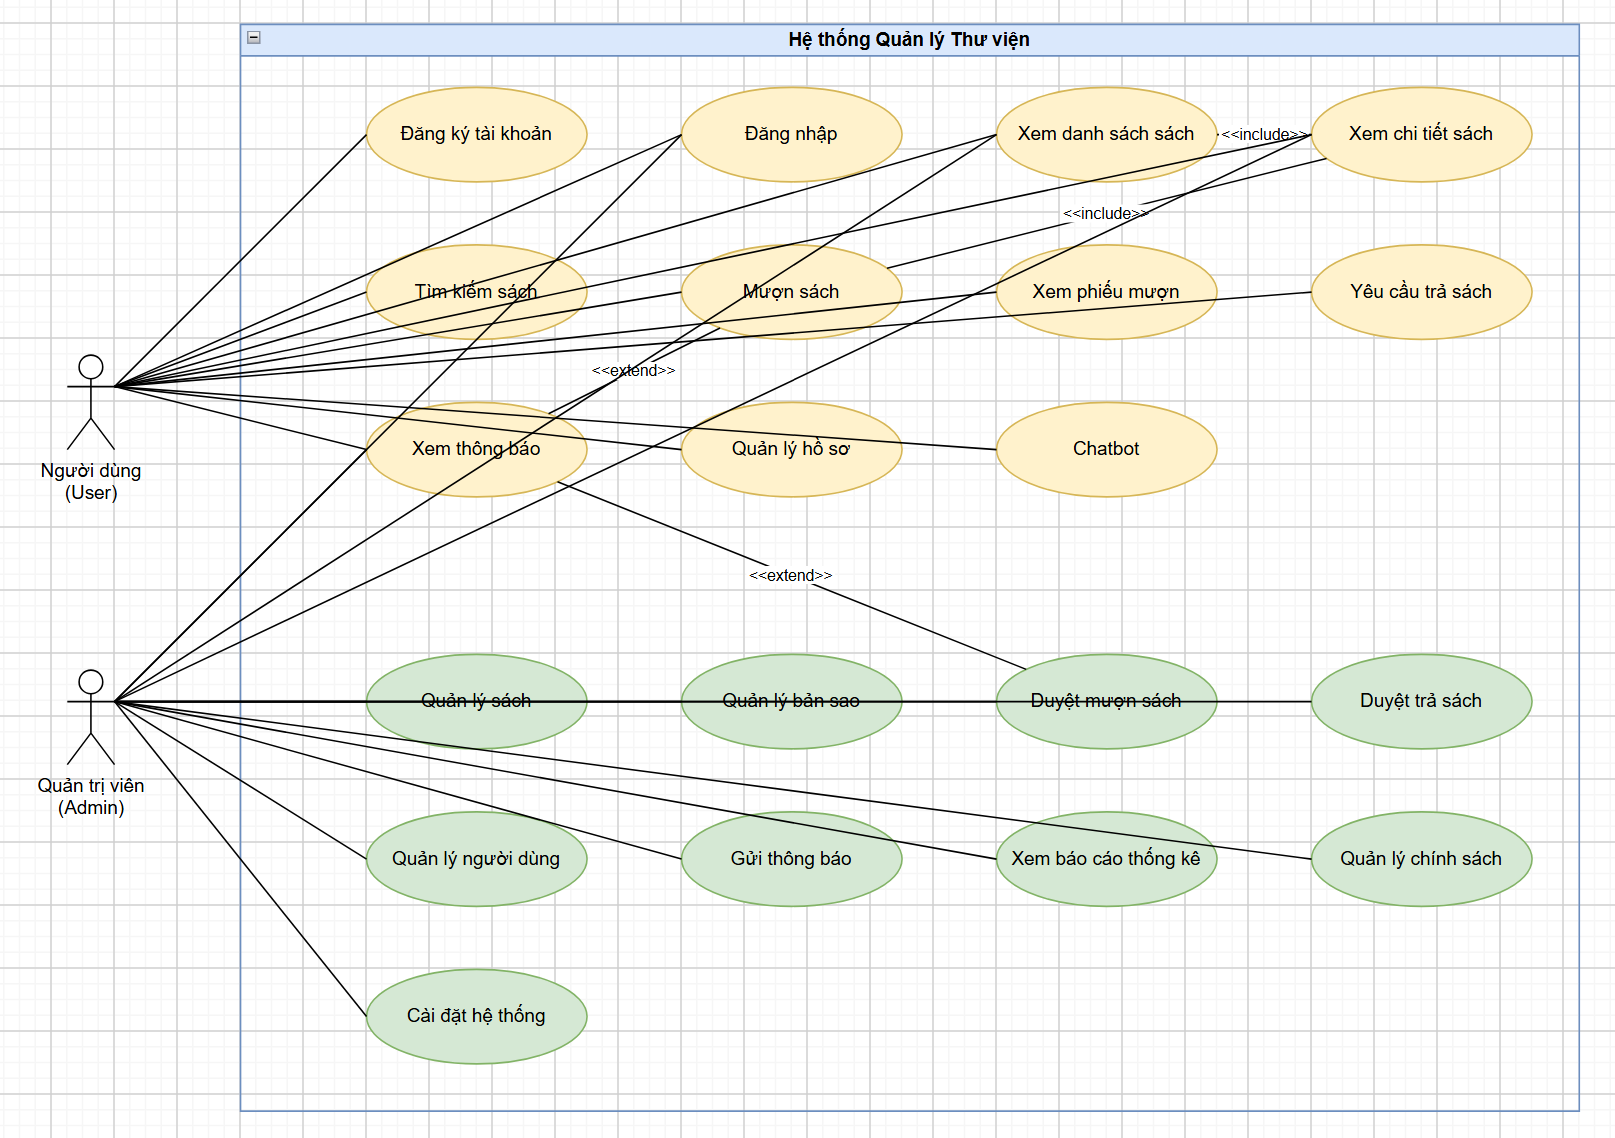 Hệ thống Quản lý Thư viện
Đăng ký tài khoản
Đăng nhập
Xem danh sách sách
<<include>>
Xem chi tiết sách
<<include>>
Tìm kiếm sách
Mượn sách
Xem phiếu mượn
Yêu cầu trả sách
<<extend>>
Người dùng
(User)
Xem thông báo
Quản lý hồ sơ
Chatbot
<<extend>>
Quản trị viên
(Admin)
Quản lý sách
Quản lý bản sao
Duyệt mượn sách
Duyệt trả sách
Quản lý người dùng
Gửi thông báo
Xem báo cáo thống kê
Quản lý chính sách
Cài đặt hệ thống